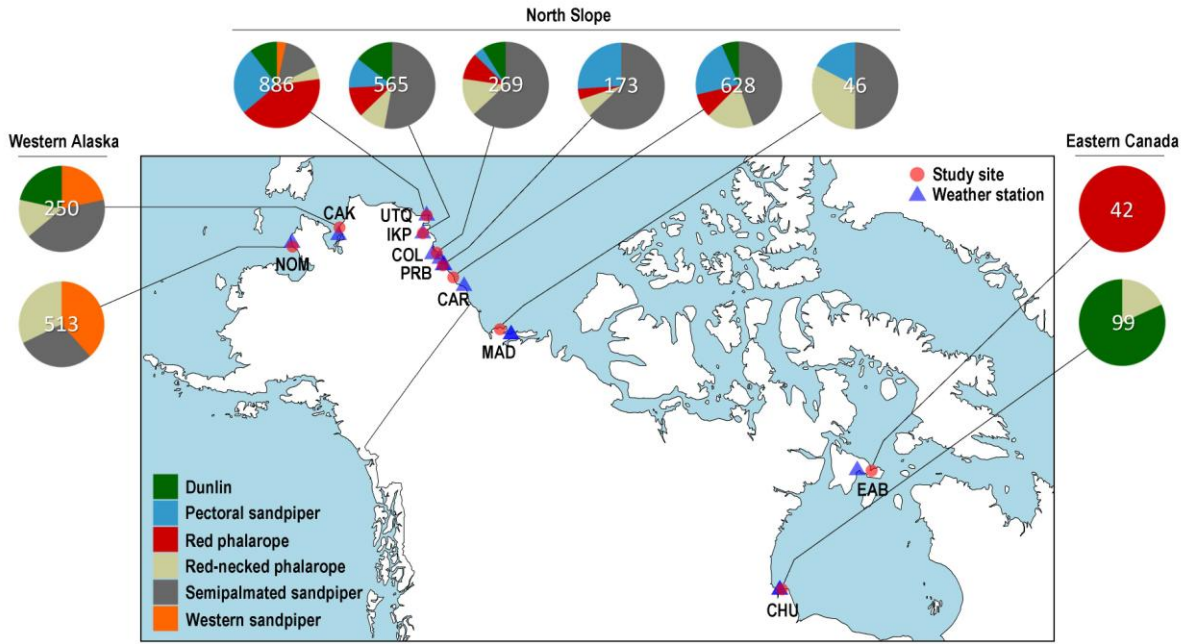 North Slope
886
565
269
173
628
46
Western Alaska
Eastern Canada
250
513
42
99
Study site
Weather station
CAK
NOM
UTQ
IKP
COL
PRB
CAR
MAD
EAB
CHU
Dunlin
Pectoral sandpiper
Red phalarope
Red-necked phalarope
Semipalmated sandpiper
Western sandpiper